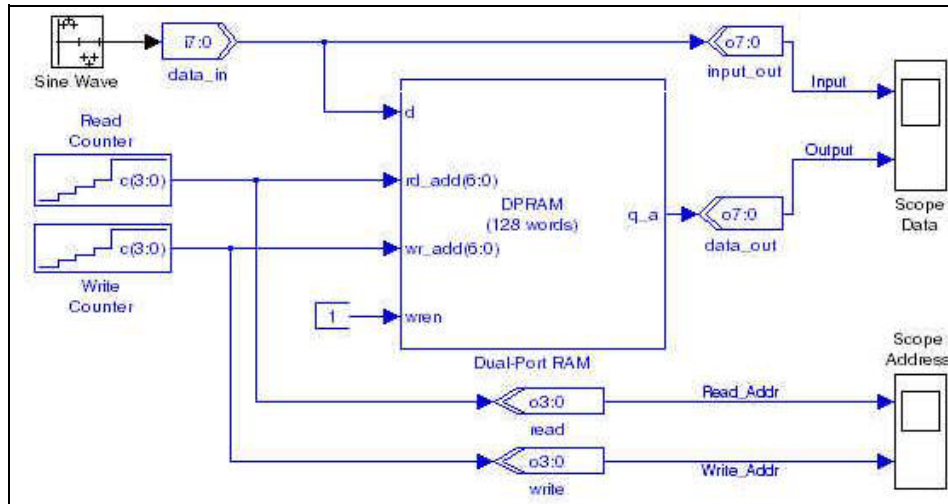 Sine Wave
i7:0
data_in
o7:0
input_out
Input
Read
Counter
c(3:0)
c(3:0)
Write
Counter
1
d
rd_add(6:0)
DPRAM
(128 words)
wr_add(6:0)
wren
q_a
Dual-Port RAM
o7:0
data_out
Output
Scope
Data
Scope
Address
o3:0
read
Read_Addr
o3:0
write
Write_Addr